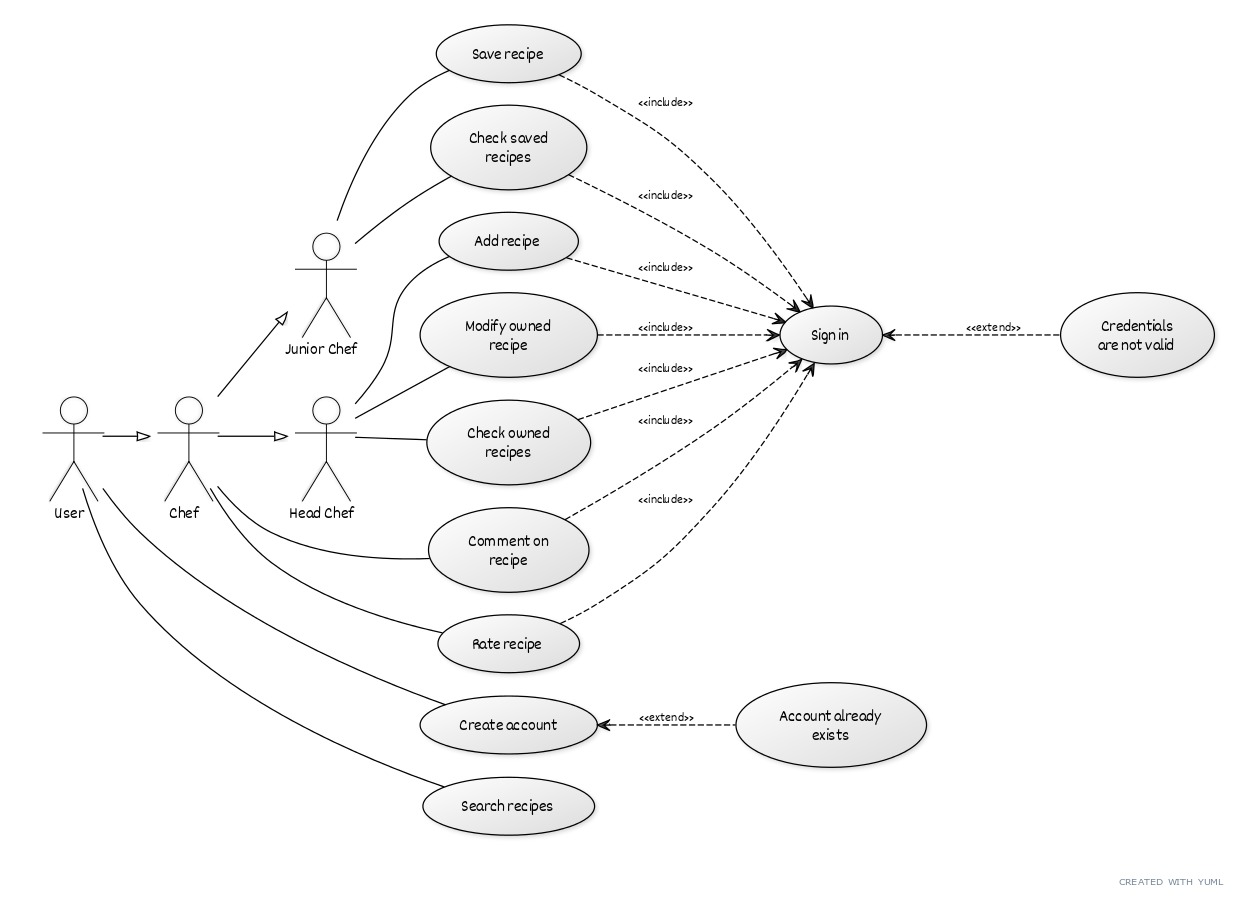 Save recipe
<<include>>
Check saved
recipes
<<include>>
Add recipe
<<include>>
Junior Chef
Modify owned
recipe
<<include>>
Sign in
<<extend>>
Credentials
are not valid
<<include>>
Check owned
recipes
<<include>>
User
Chef
Head Chef
<<include>>
Comment on
recipe
Rate recipe
Create account
<<extend>>
Account already
exists
Search recipes
CREATED WITH YUML